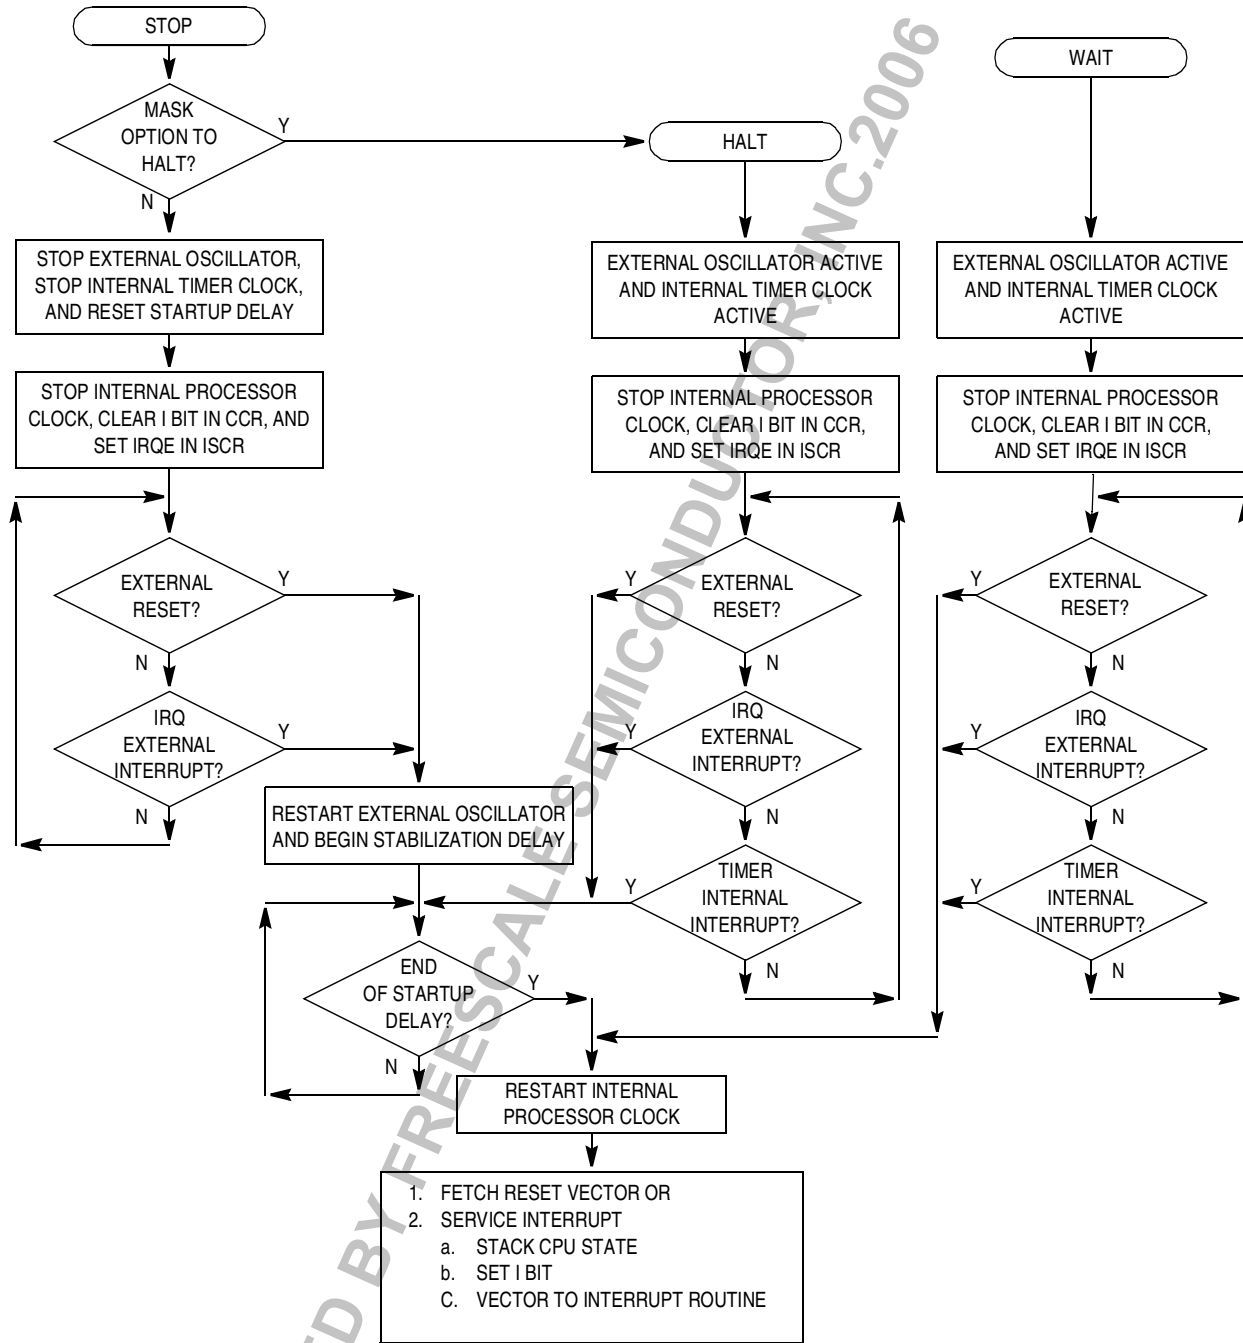 STOP
MASK
OPTION TO
HALT?
Y
N
STOP EXTERNAL OSCILLATOR,
STOP INTERNAL TIMER CLOCK,
AND RESET STARTUP DELAY
STOP INTERNAL PROCESSOR
CLOCK, CLEAR I BIT IN CCR, AND
SET IRQE IN ISCR
EXTERNAL
RESET?
Y
N
IRQ
EXTERNAL
INTERRUPT?
Y
N
RESTART EXTERNAL OSCILLATOR
AND BEGIN STABILIZATION DELAY
END
OF STARTUP
DELAY?
Y
N
HALT
EXTERNAL OSCILLATOR ACTIVE
AND INTERNAL TIMER CLOCK
ACTIVE
STOP INTERNAL PROCESSOR
CLOCK, CLEAR I BIT IN CCR,
AND SET IRQE IN ISCR
EXTERNAL
RESET?
Y
N
IRQ
EXTERNAL
INTERRUPT?
Y
N
TIMER
INTERNAL
INTERRUPT?
Y
N
WAIT
EXTERNAL OSCILLATOR ACTIVE
AND INTERNAL TIMER CLOCK
ACTIVE
STOP INTERNAL PROCESSOR
CLOCK, CLEAR I BIT IN CCR,
AND SET IRQE IN ISCR
EXTERNAL
RESET?
Y
N
IRQ
EXTERNAL
INTERRUPT?
Y
N
TIMER
INTERNAL
INTERRUPT?
Y
N
RESTART INTERNAL
PROCESSOR CLOCK
1. FETCH RESET VECTOR OR
2. SERVICE INTERRUPT
a. STACK CPU STATE
b. SET I BIT
C. VECTOR TO INTERRUPT ROUTINE
ED BY FREESCALE SEMICONDUCTOR, INC.2006